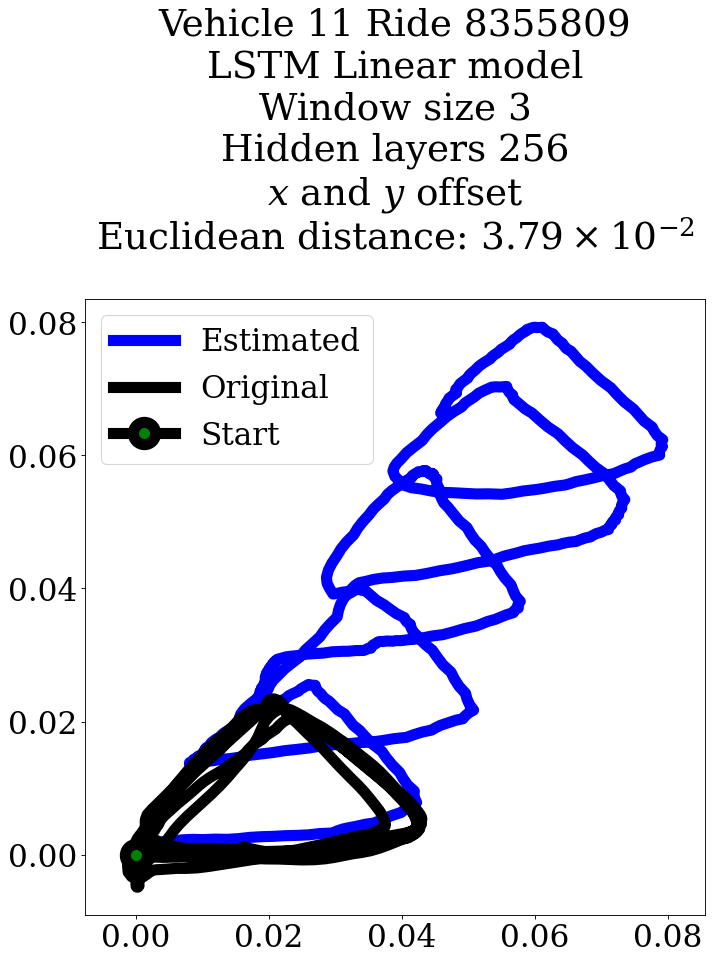 Vehicle 11 Ride 8355809
LSTM Linear model
Window size 3
Hidden layers 256
x and y offset
Euclidean distance: 3.79 × 10⁻²
Estimated
Original
Start
0.08
0.06
0.04
0.02
0.00
0.00 0.02 0.04 0.06 0.08